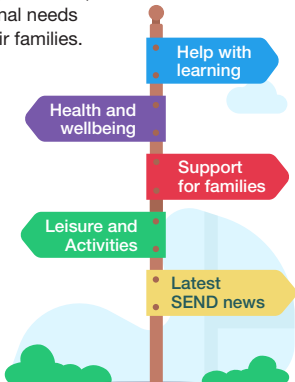 nal needs
ir families.
Help with
learning
Health and
wellbeing
Support
for families
Leisure and
Activities
Latest
SEND news